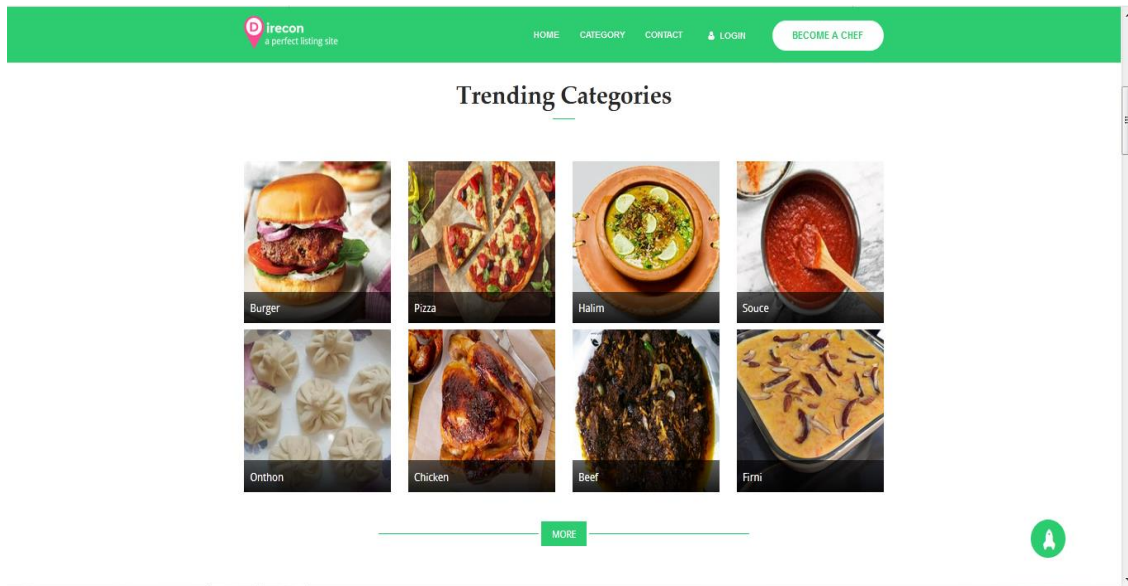 Direcon
a perfect listing site
HOME CATEGORY CONTACT LOGIN BECOME A CHEF
Trending Categories
Burger Pizza Halim Souce
Onthon Chicken Beef Firni
MORE